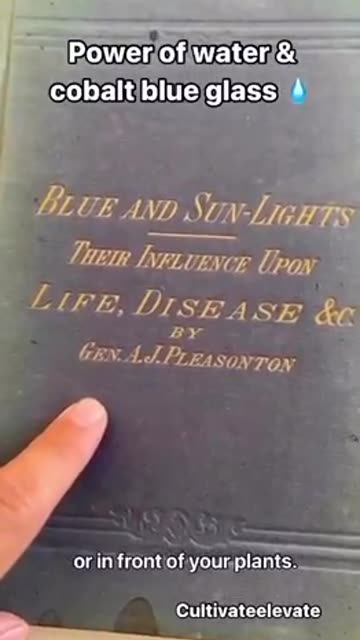 Power of water &
cobalt blue glass 💧
BLUE AND SUN-LIGHTS
THEIR INFLUENCE UPON
LIFE, DISEASE &c.
BY
GEN. A. J. PLEASONTON
or in front of your plants.
Cultivateelevate